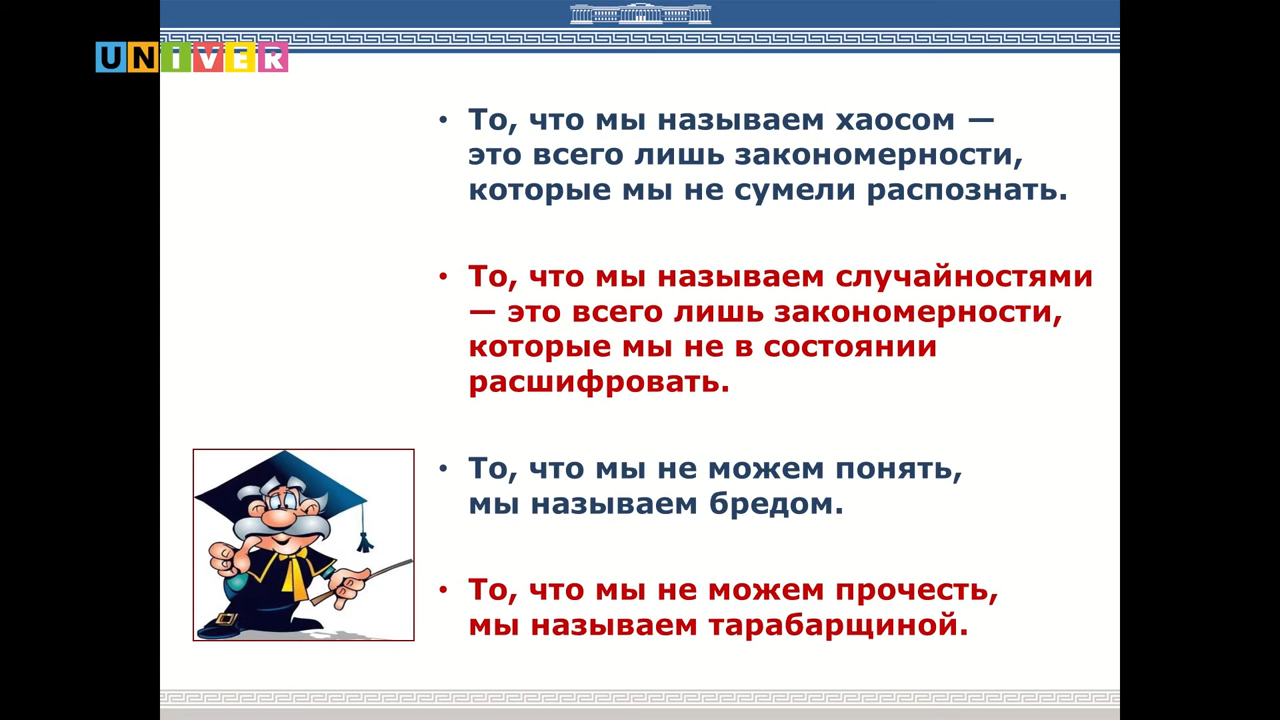 UNIVER
• То, что мы называем хаосом —
это всего лишь закономерности,
которые мы не сумели распознать.
• То, что мы называем случайностями
— это всего лишь закономерности,
которые мы не в состоянии
расшифровать.
• То, что мы не можем понять,
мы называем бредом.
• То, что мы не можем прочесть,
мы называем тарабарщиной.